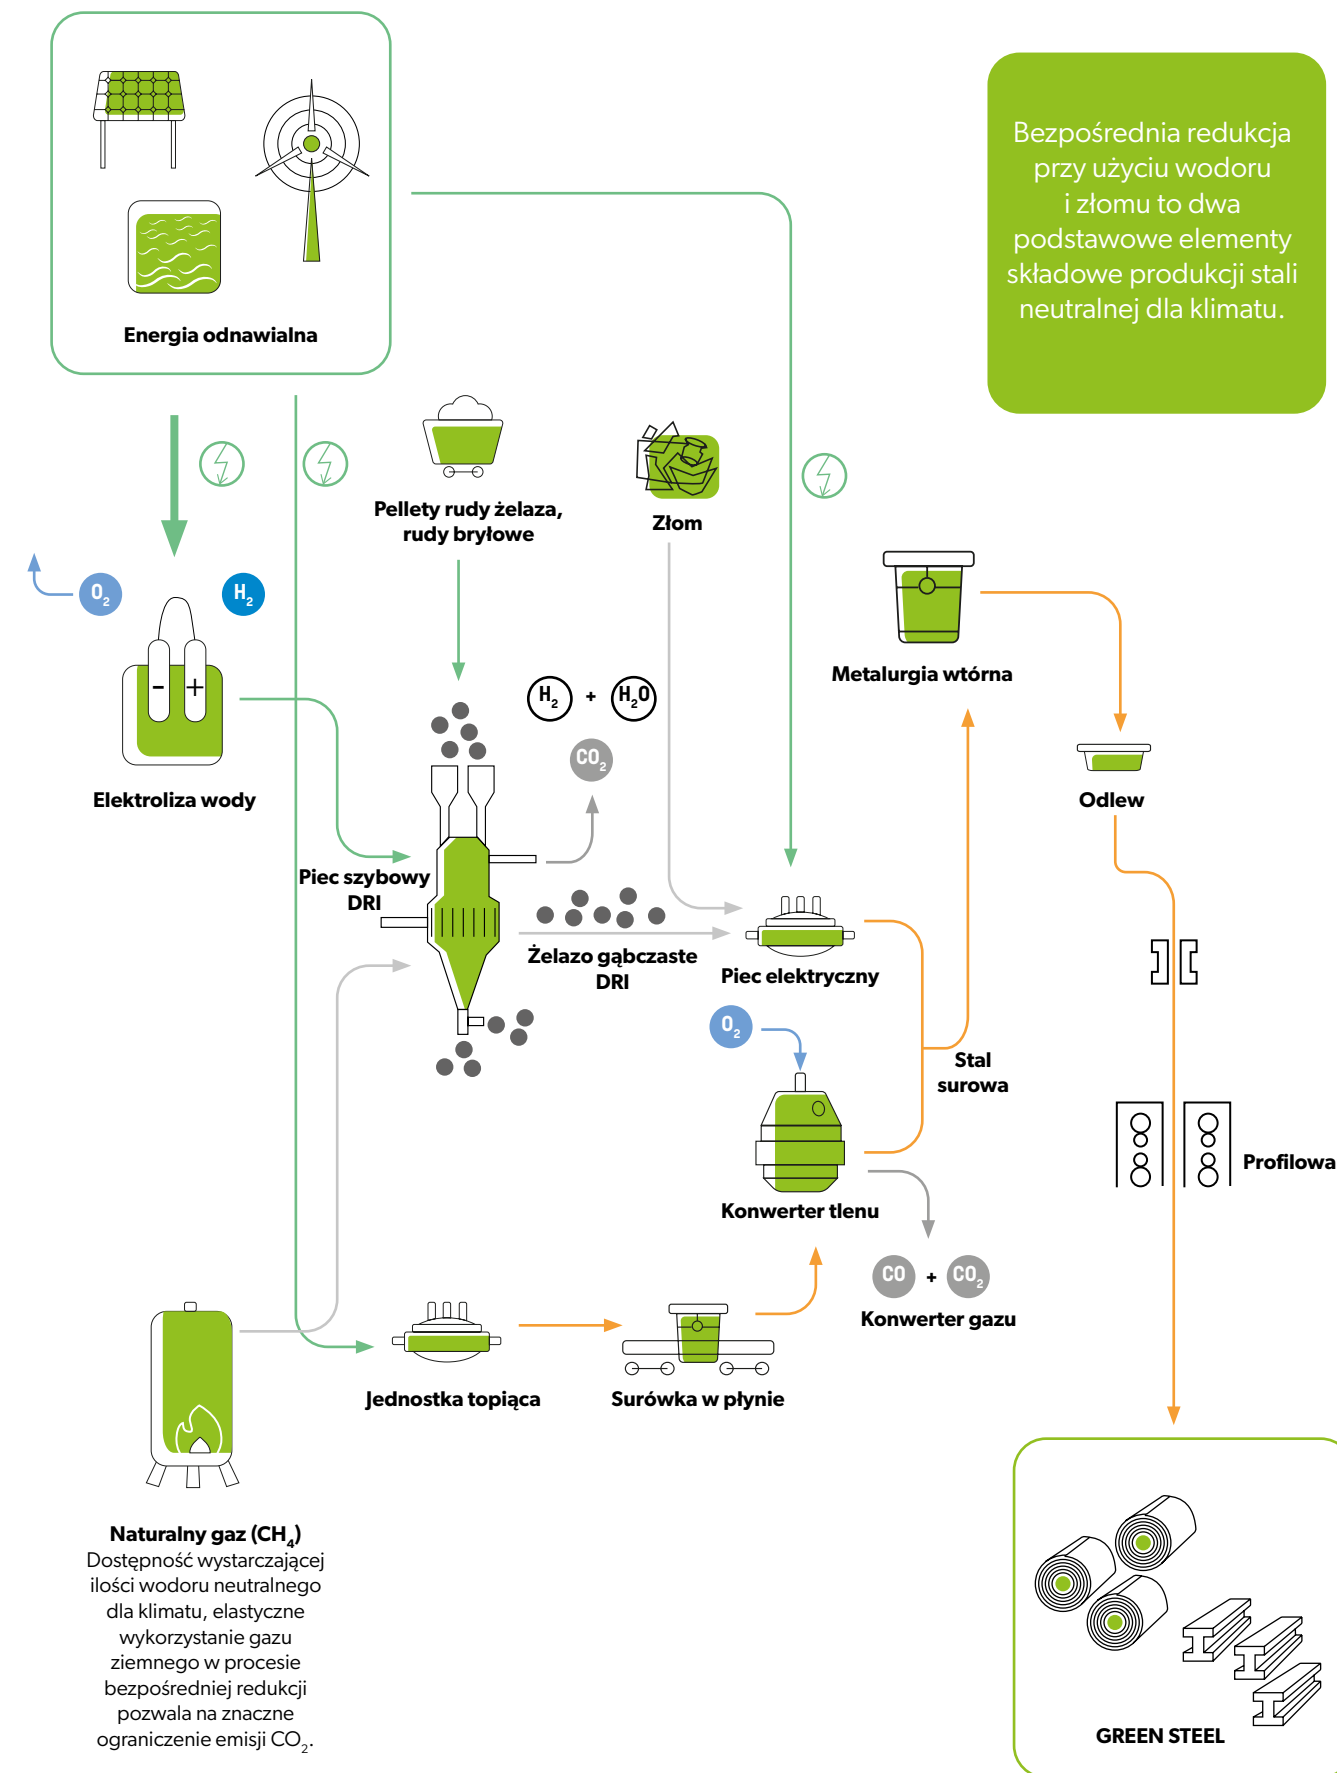 Bezpośrednia redukcja
przy użyciu wodoru
i złomu to dwa
podstawowe elementy
składowe produkcji stali
neutralnej dla klimatu.
Energia odnawialna
Pellety rudy żelaza,
rudy bryłowe
Złom
O₂
H₂
- +
Elektroliza wody
H₂ + H₂O
CO₂
Metalurgia wtórna
Odlew
Piec szybowy
DRI
Żelazo gąbczaste
DRI
Piec elektryczny
O₂
Stal
surowa
Profilowa
Konwerter tlenu
CO + CO₂
Konwerter gazu
Jednostka topiąca
Surówka w płynie
Naturalny gaz (CH₄)
Dostępność wystarczającej
ilości wodoru neutralnego
dla klimatu, elastyczne
wykorzystanie gazu
ziemnego w procesie
bezpośredniej redukcji
pozwala na znaczne
ograniczenie emisji CO₂.
GREEN STEEL